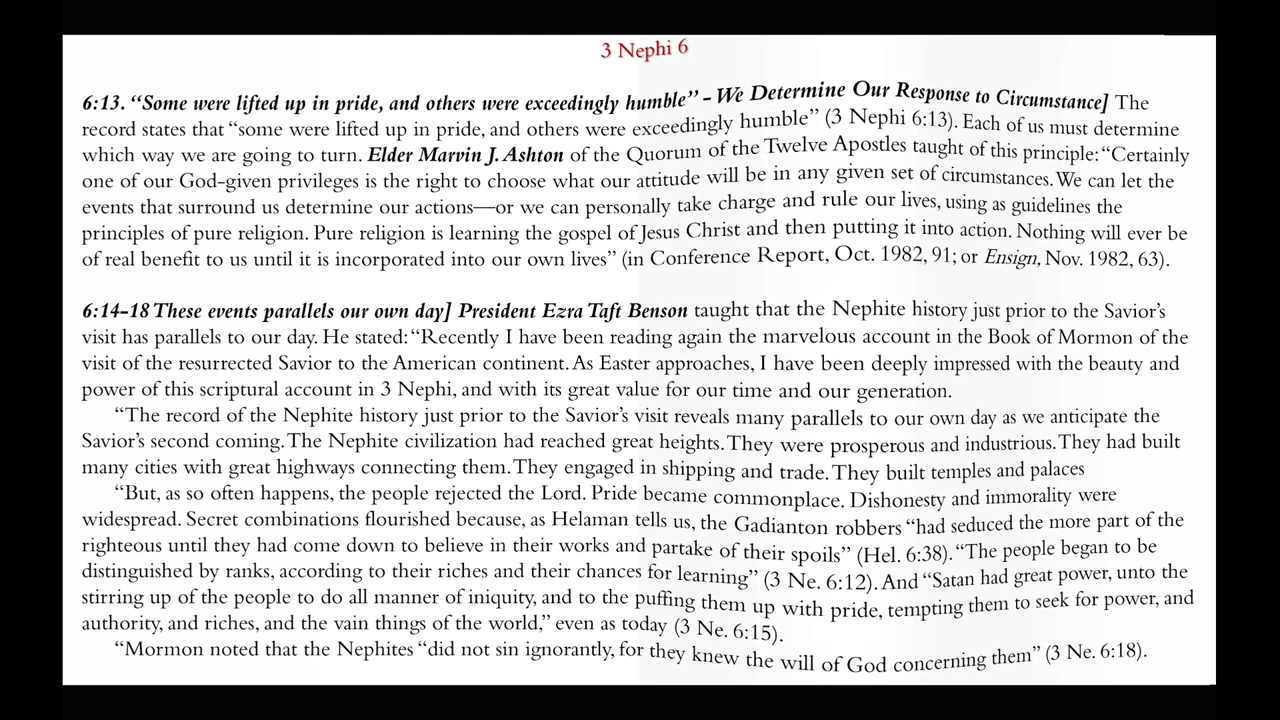 3 Nephi 6
6:13. “Some were lifted up in pride, and others were exceedingly humble” - We Determine Our Response to Circumstance] The
record states that “some were lifted up in pride, and others were exceedingly humble” (3 Nephi 6:13). Each of us must determine
which way we are going to turn. Elder Marvin J. Ashton of the Quorum of the Twelve Apostles taught of this principle: “Certainly
one of our God-given privileges is the right to choose what our attitude will be in any given set of circumstances. We can let the
events that surround us determine our actions—or we can personally take charge and rule our lives, using as guidelines the
principles of pure religion. Pure religion is learning the gospel of Jesus Christ and then putting it into action. Nothing will ever be
of real benefit to us until it is incorporated into our own lives” (in Conference Report, Oct. 1982, 91; or Ensign, Nov. 1982, 63).
6:14-18 These events parallels our own day] President Ezra Taft Benson taught that the Nephite history just prior to the Savior’s
visit has parallels to our day. He stated: “Recently I have been reading again the marvelous account in the Book of Mormon of the
visit of the resurrected Savior to the American continent. As Easter approaches, I have been deeply impressed with the beauty and
power of this scriptural account in 3 Nephi, and with its great value for our time and our generation.
“The record of the Nephite history just prior to the Savior’s visit reveals many parallels to our own day as we anticipate the
Savior’s second coming. The Nephite civilization had reached great heights. They were prosperous and industrious. They had built
many cities with great highways connecting them. They engaged in shipping and trade. They built temples and palaces
“But, as so often happens, the people rejected the Lord. Pride became commonplace. Dishonesty and immorality were
widespread. Secret combinations flourished because, as Helaman tells us, the Gadianton robbers “had seduced the more part of the
righteous until they had come down to believe in their works and partake of their spoils” (Hel. 6:38). “The people began to be
distinguished by ranks, according to their riches and their chances for learning” (3 Ne. 6:12). And “Satan had great power, unto the
stirring up of the people to do all manner of iniquity, and to the puffing them up with pride, tempting them to seek for power, and
authority, and riches, and the vain things of the world,” even as today (3 Ne. 6:15).
“Mormon noted that the Nephites “did not sin ignorantly, for they knew the will of God concerning them” (3 Ne. 6:18).